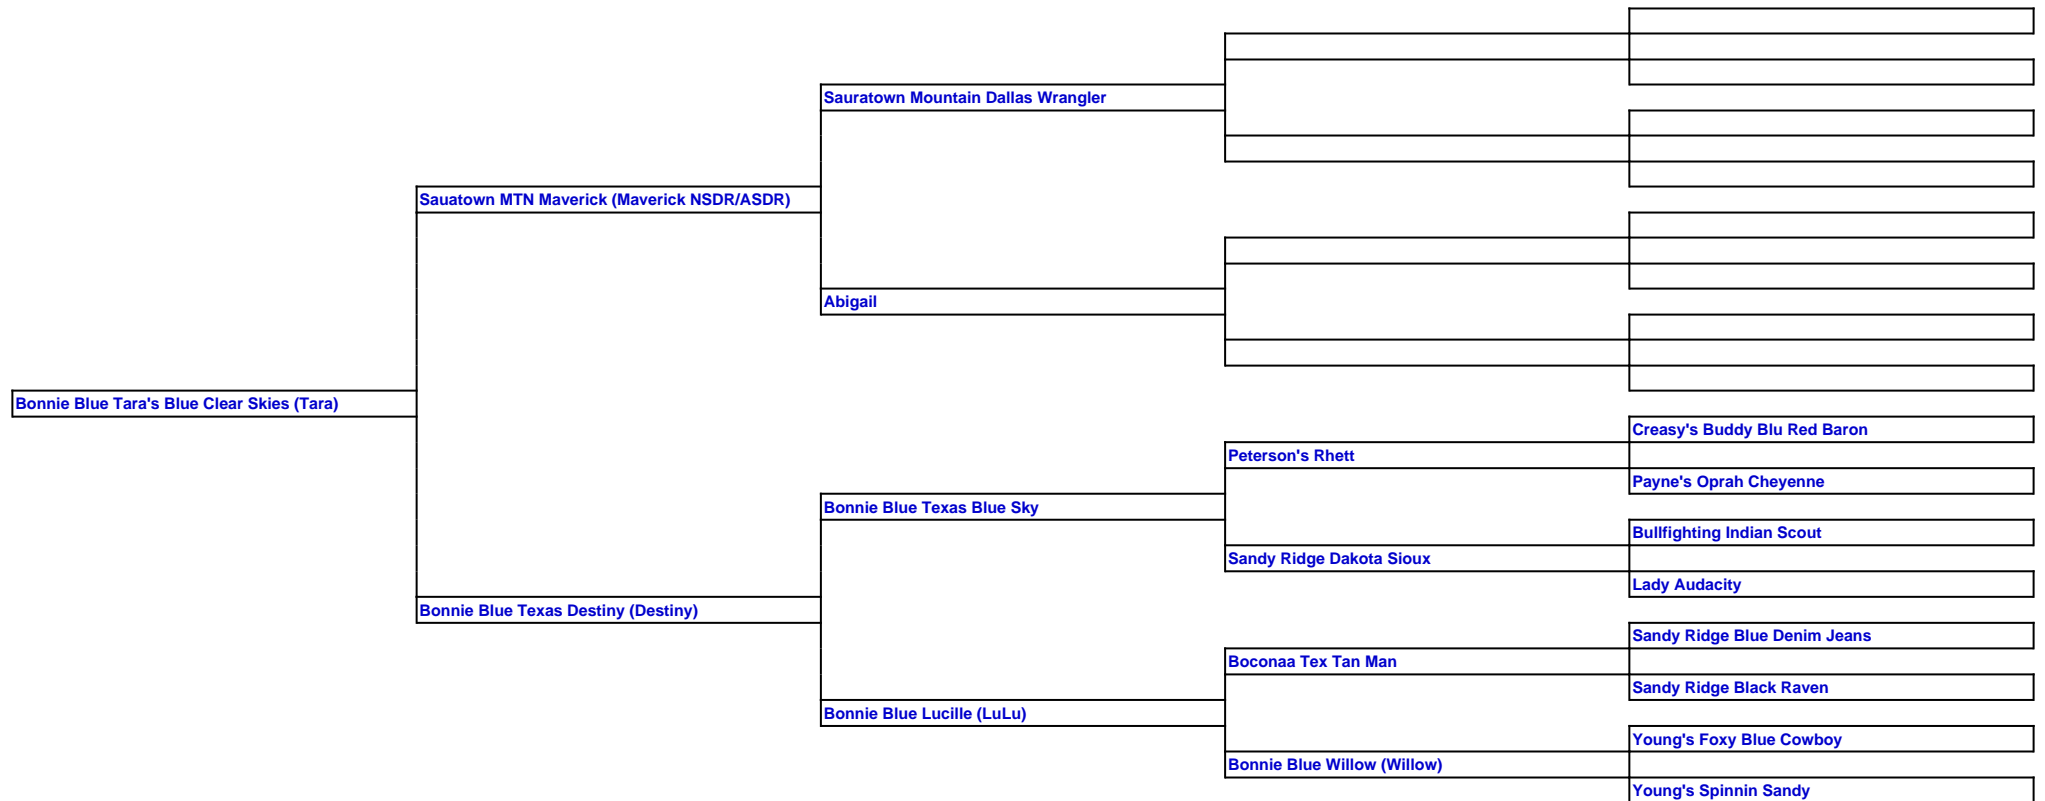 Sauratown Mountain Dallas Wrangler
Sauatown MTN Maverick (Maverick NSDR/ASDR)
Abigail
Bonnie Blue Tara's Blue Clear Skies (Tara)
Creasy's Buddy Blu Red Baron
Peterson's Rhett
Payne's Oprah Cheyenne
Bonnie Blue Texas Blue Sky
Bullfighting Indian Scout
Sandy Ridge Dakota Sioux
Lady Audacity
Bonnie Blue Texas Destiny (Destiny)
Sandy Ridge Blue Denim Jeans
Boconaa Tex Tan Man
Sandy Ridge Black Raven
Bonnie Blue Lucille (LuLu)
Young's Foxy Blue Cowboy
Bonnie Blue Willow (Willow)
Young's Spinnin Sandy